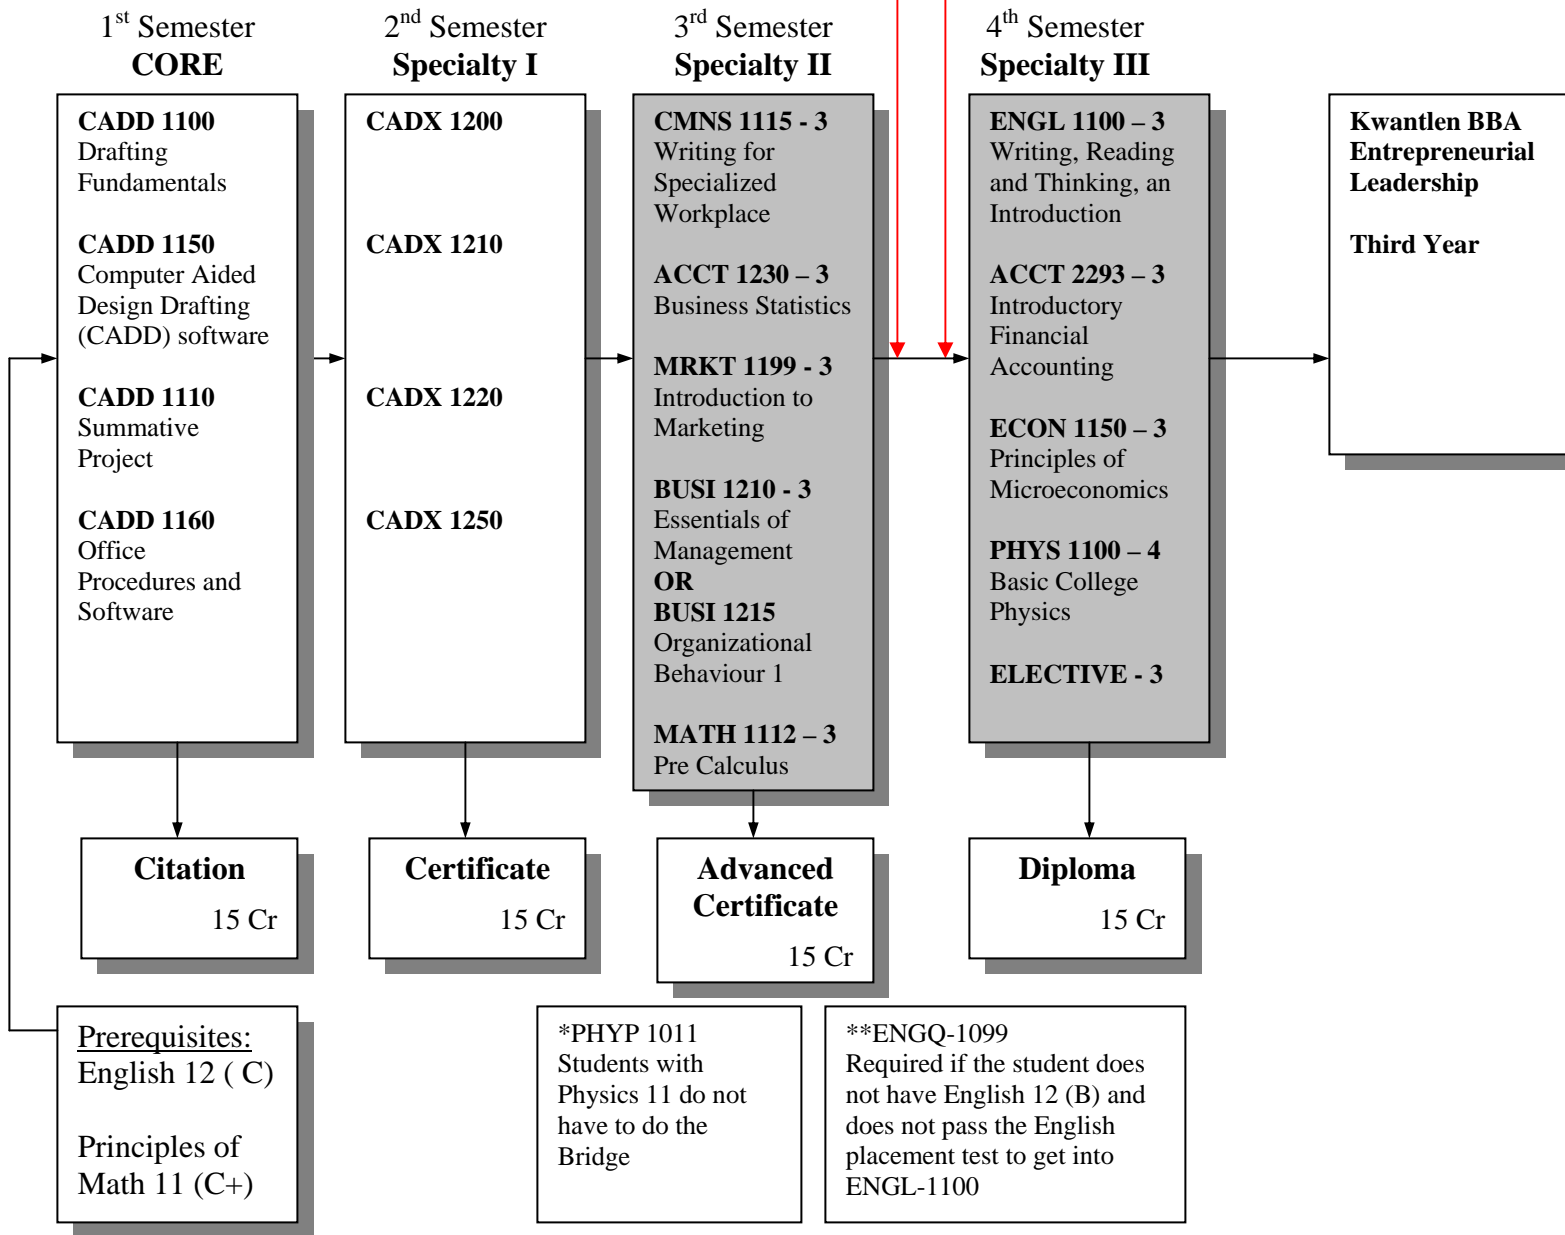 1st Semester
CORE
2nd Semester
Specialty I
3rd Semester
Specialty II
4th Semester
Specialty III
CADD 1100
Drafting
Fundamentals
CADD 1150
Computer Aided
Design Drafting
(CADD) software
CADD 1110
Summative
Project
CADD 1160
Office
Procedures and
Software
CADX 1200
CADX 1210
CADX 1220
CADX 1250
CMNS 1115 - 3
Writing for
Specialized
Workplace
ACCT 1230 – 3
Business Statistics
MRKT 1199 - 3
Introduction to
Marketing
BUSI 1210 - 3
Essentials of
Management
OR
BUSI 1215
Organizational
Behaviour 1
MATH 1112 – 3
Pre Calculus
ENGL 1100 – 3
Writing, Reading
and Thinking, an
Introduction
ACCT 2293 – 3
Introductory
Financial
Accounting
ECON 1150 – 3
Principles of
Microeconomics
PHYS 1100 – 4
Basic College
Physics
ELECTIVE - 3
Kwantlen BBA
Entrepreneurial
Leadership
Third Year
Citation
15 Cr
Certificate
15 Cr
Advanced
Certificate
15 Cr
Diploma
15 Cr
Prerequisites:
English 12 ( C)
Principles of
Math 11 (C+)
*PHYP 1011
Students with
Physics 11 do not
have to do the
Bridge
**ENGQ-1099
Required if the student does
not have English 12 (B) and
does not pass the English
placement test to get into
ENGL-1100